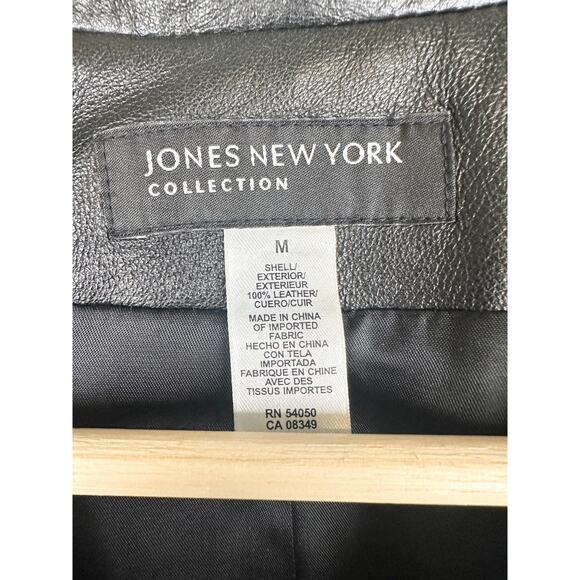 JONES NEW YORK
COLLECTION
M
SHELL/
EXTERIOR/
EXTERIEUR
100% LEATHER/
CUERO/CUIR
MADE IN CHINA
OF IMPORTED
FABRIC
HECHO EN CHINA
CON TELA
IMPORTADA
FABRIQUE EN CHINE
AVEC DES
TISSUS IMPORTES
RN 54050
CA 08349